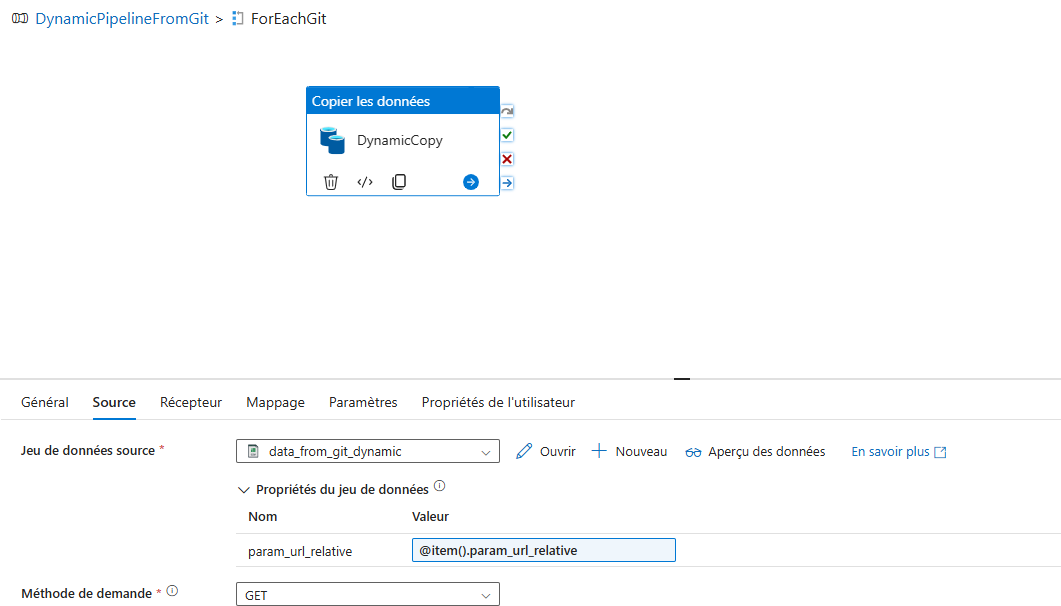 DynamicPipelineFromGit > ForEachGit
Copier les données
DynamicCopy
Général Source Récepteur Mappage Paramètres Propriétés de l'utilisateur
Jeu de données source * data_from_git_dynamic Ouvrir Nouveau Aperçu des données En savoir plus
Propriétés du jeu de données
Nom Valeur
param_url_relative @item().param_url_relative
Méthode de demande * GET